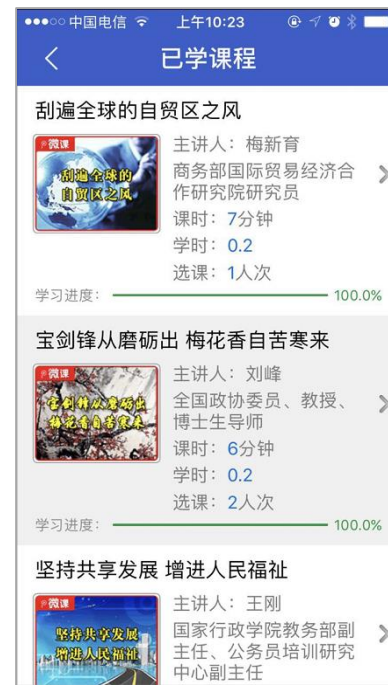 中国电信 上午10:23
已学课程
刮遍全球的自贸区之风
微课
刮遍全球的
自贸区之风
主讲人：梅新育
商务部国际贸易经济合
作研究院研究员
课时：7分钟
学时：0.2
选课：1人次
学习进度： 100.0%
宝剑锋从磨砺出 梅花香自苦寒来
微课
宝剑锋从磨砺出
梅花香自苦寒来
主讲人：刘峰
全国政协委员、教授、
博士生导师
课时：6分钟
学时：0.2
选课：2人次
学习进度： 100.0%
坚持共享发展 增进人民福祉
微课
坚持共享发展
增进人民福祉
主讲人：王刚
国家行政学院教务部副
主任、公务员培训研究
中心副主任